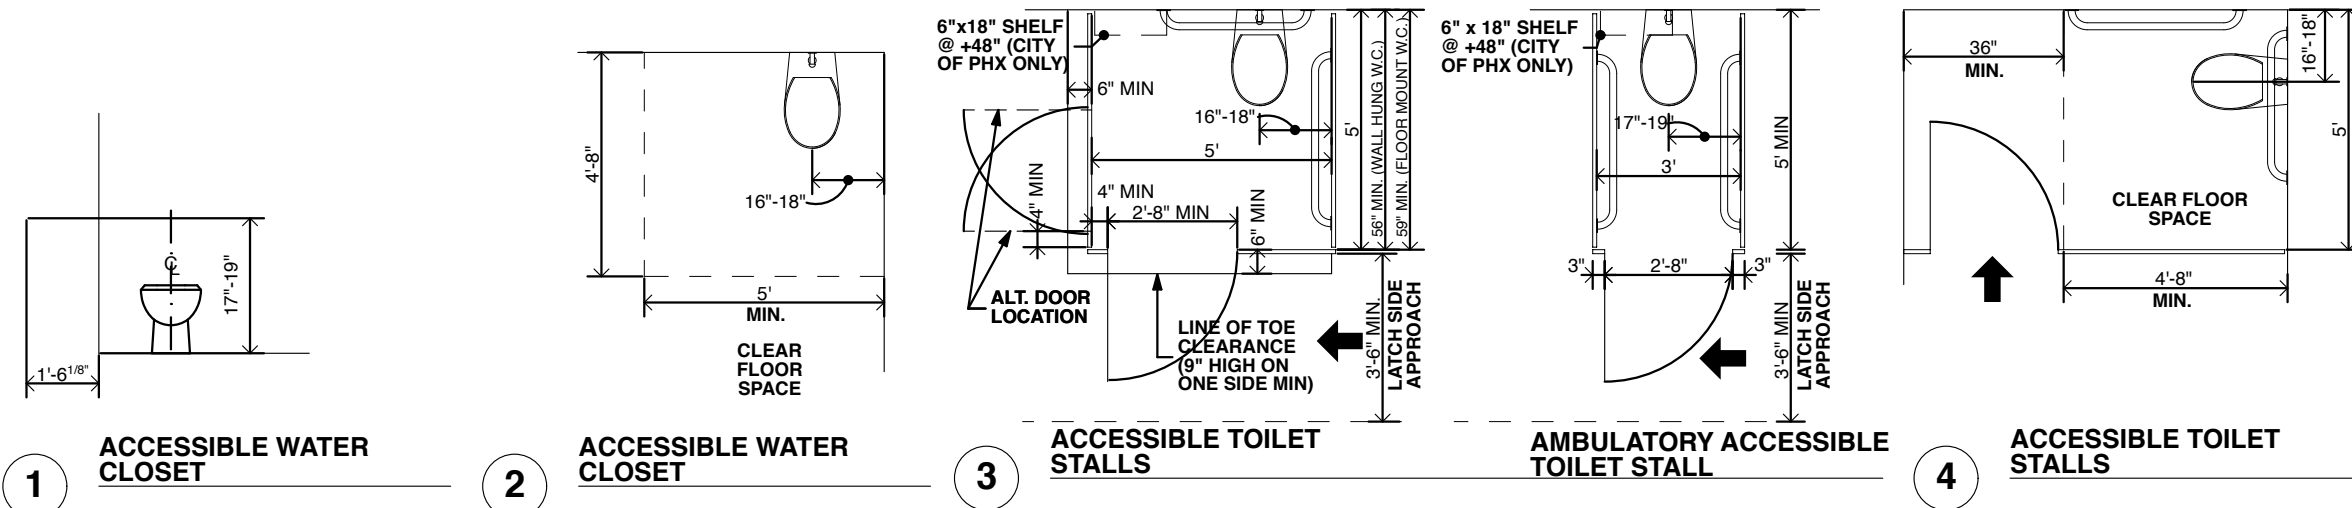 ℄
17"-19"
1'-6 1/8"
1
ACCESSIBLE WATER
CLOSET
4'-8"
16"-18"
5'
MIN.
CLEAR
FLOOR
SPACE
2
ACCESSIBLE WATER
CLOSET
6"x18" SHELF
@ +48" (CITY
OF PHX ONLY)
6" MIN
16"-18"
5'
4" MIN
4" MIN
2'-8" MIN
6" MIN
5'
56" MIN. (WALL HUNG W.C.)
59" MIN. (FLOOR MOUNT W.C.)
ALT. DOOR
LOCATION
LINE OF TOE
CLEARANCE
(9" HIGH ON
ONE SIDE MIN)
3'-6" MIN.
LATCH SIDE
APPROACH
3
ACCESSIBLE TOILET
STALLS
6" x 18" SHELF
@ +48" (CITY
OF PHX ONLY)
17"-19"
3'
5' MIN
3"
2'-8"
3"
3'-6" MIN
LATCH SIDE
APPROACH
AMBULATORY ACCESSIBLE
TOILET STALL
36"
MIN.
16"-18"
5'
CLEAR FLOOR
SPACE
4'-8"
MIN.
4
ACCESSIBLE TOILET
STALLS